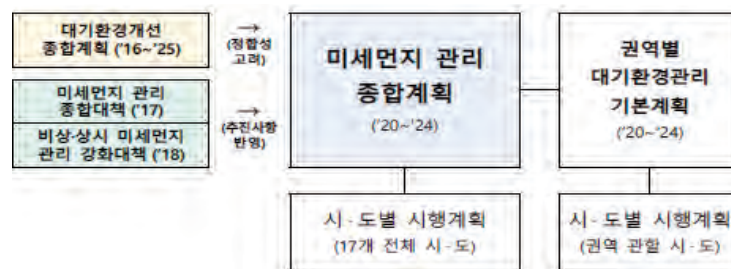 대기환경개선
종합계획 ('16~'25)
→
(정합성
고려)
미세먼지 관리
종합대책 ('17)
비상·상시 미세먼지
관리 강화대책 ('18)
→
(추진사항
반영)
미세먼지 관리
종합계획
('20~'24)
권역별
대기환경관리
기본계획
('20~'24)
시·도별 시행계획
(17개 전체 시·도)
시·도별 시행계획
(권역 관할 시·도)